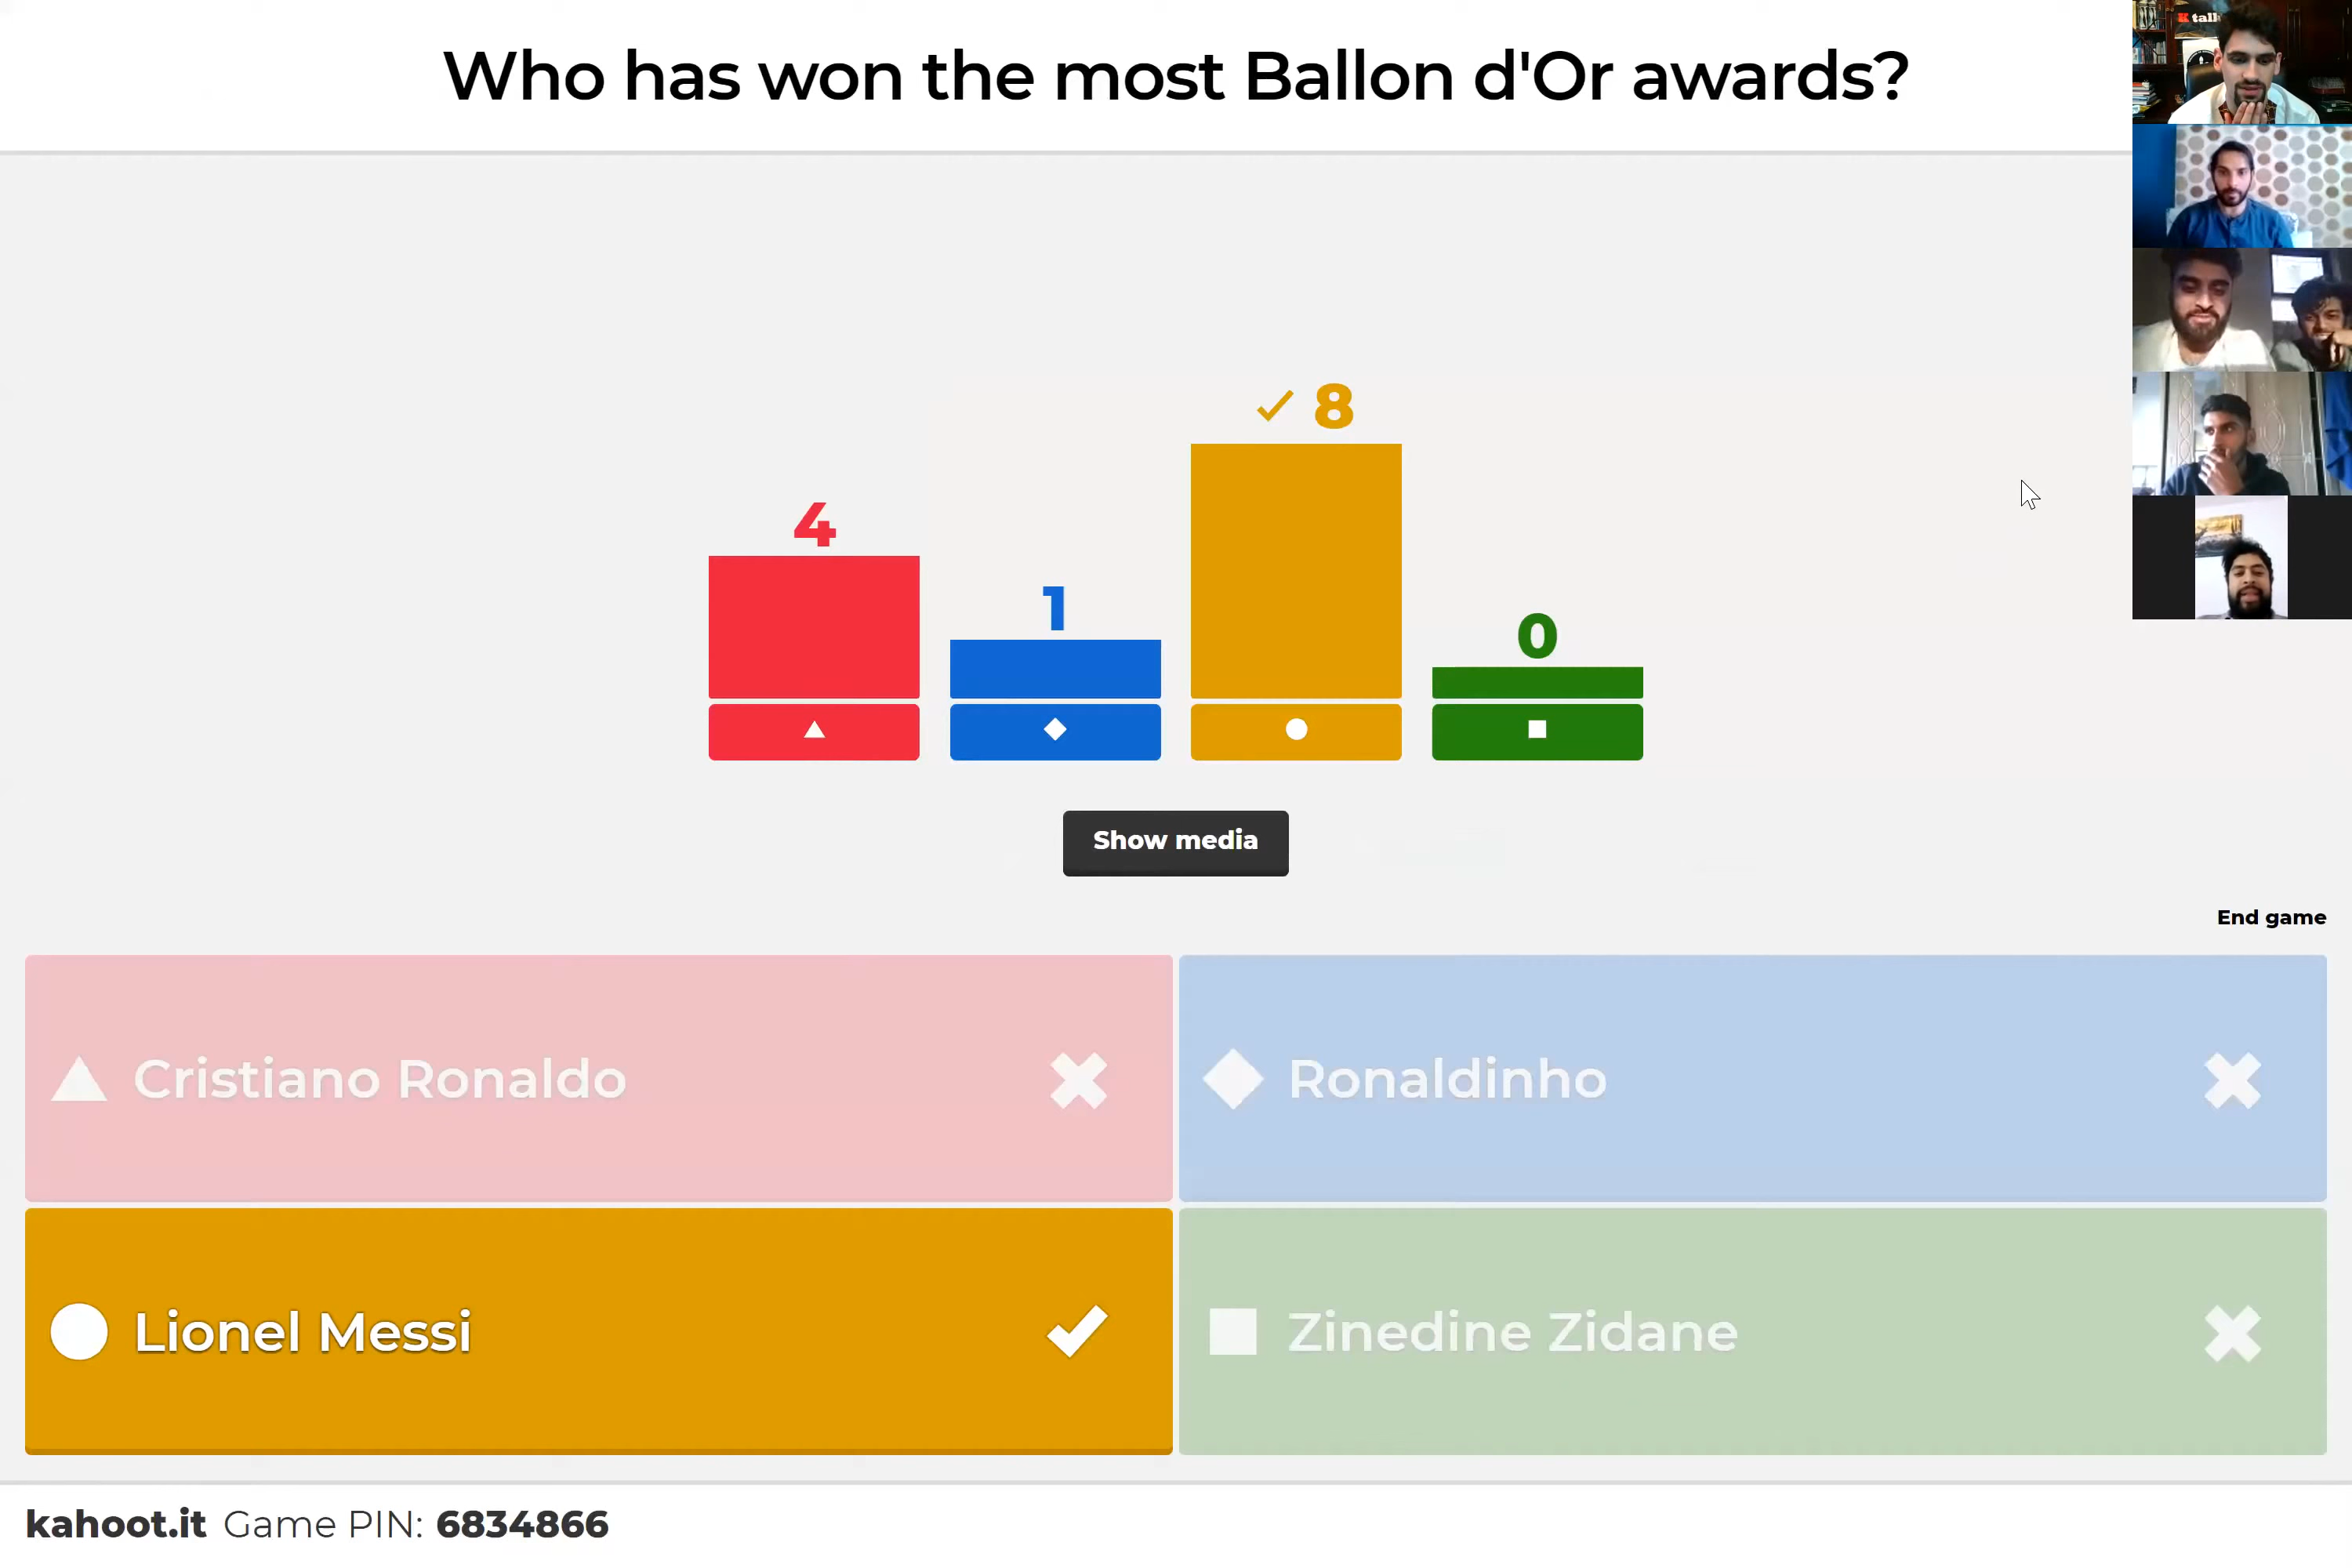 Who has won the most Ballon d'Or awards?
4
1
8
0
Show media
End game
Cristiano Ronaldo
Ronaldinho
Lionel Messi
Zinedine Zidane
kahoot.it Game PIN: 6834866